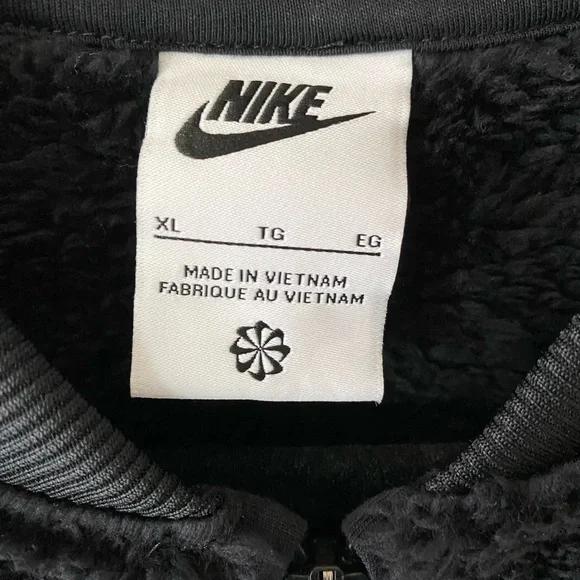 NIKE
XL TG EG
MADE IN VIETNAM
FABRIQUE AU VIETNAM